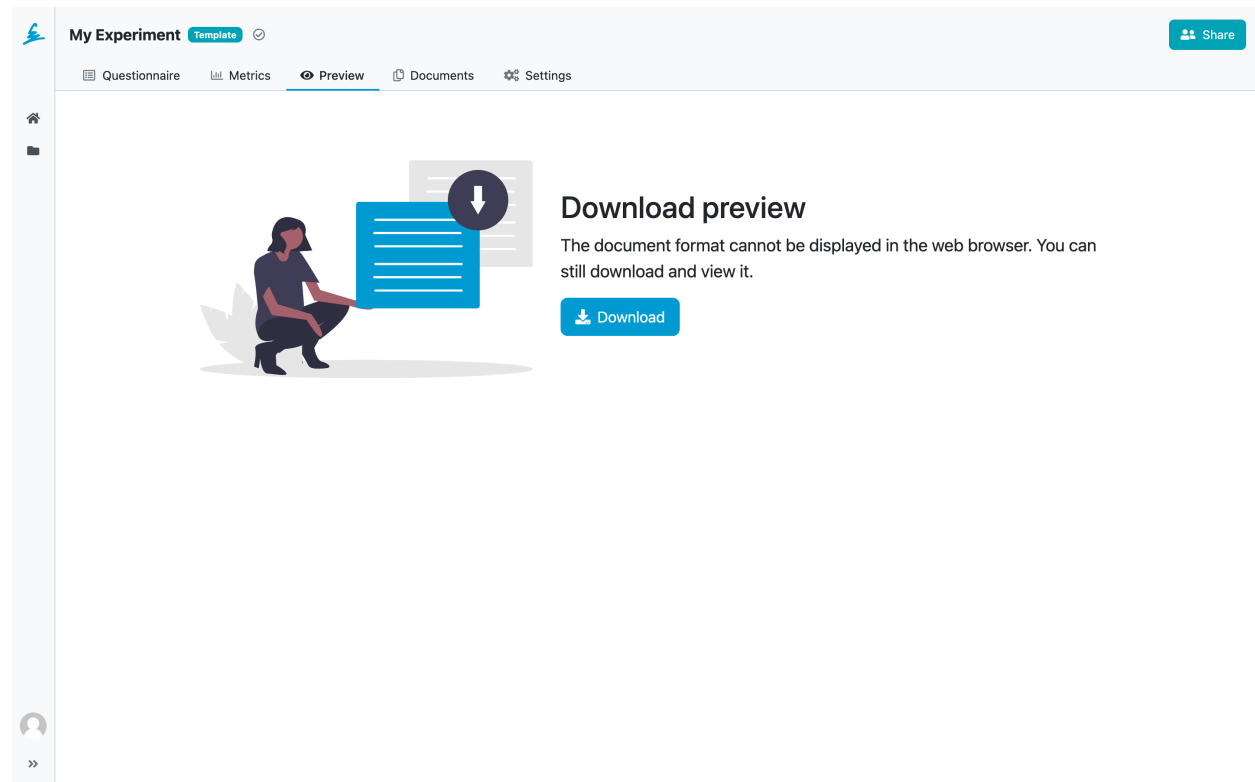 My Experiment Template
Share
Questionnaire Metrics Preview Documents Settings
Download preview
The document format cannot be displayed in the web browser. You can
still download and view it.
Download